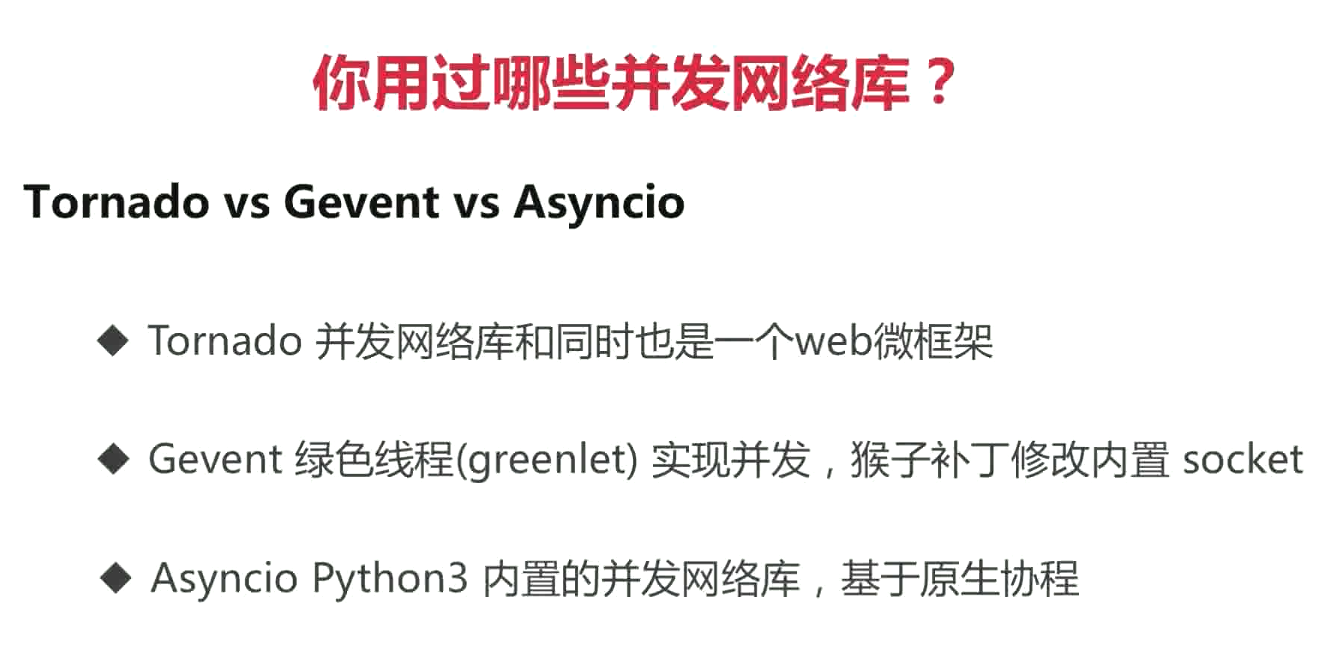 你用过哪些并发网络库？
Tornado vs Gevent vs Asyncio
◆ Tornado 并发网络库和同时也是一个web微框架
◆ Gevent 绿色线程(greenlet) 实现并发，猴子补丁修改内置 socket
◆ Asyncio Python3 内置的并发网络库，基于原生协程